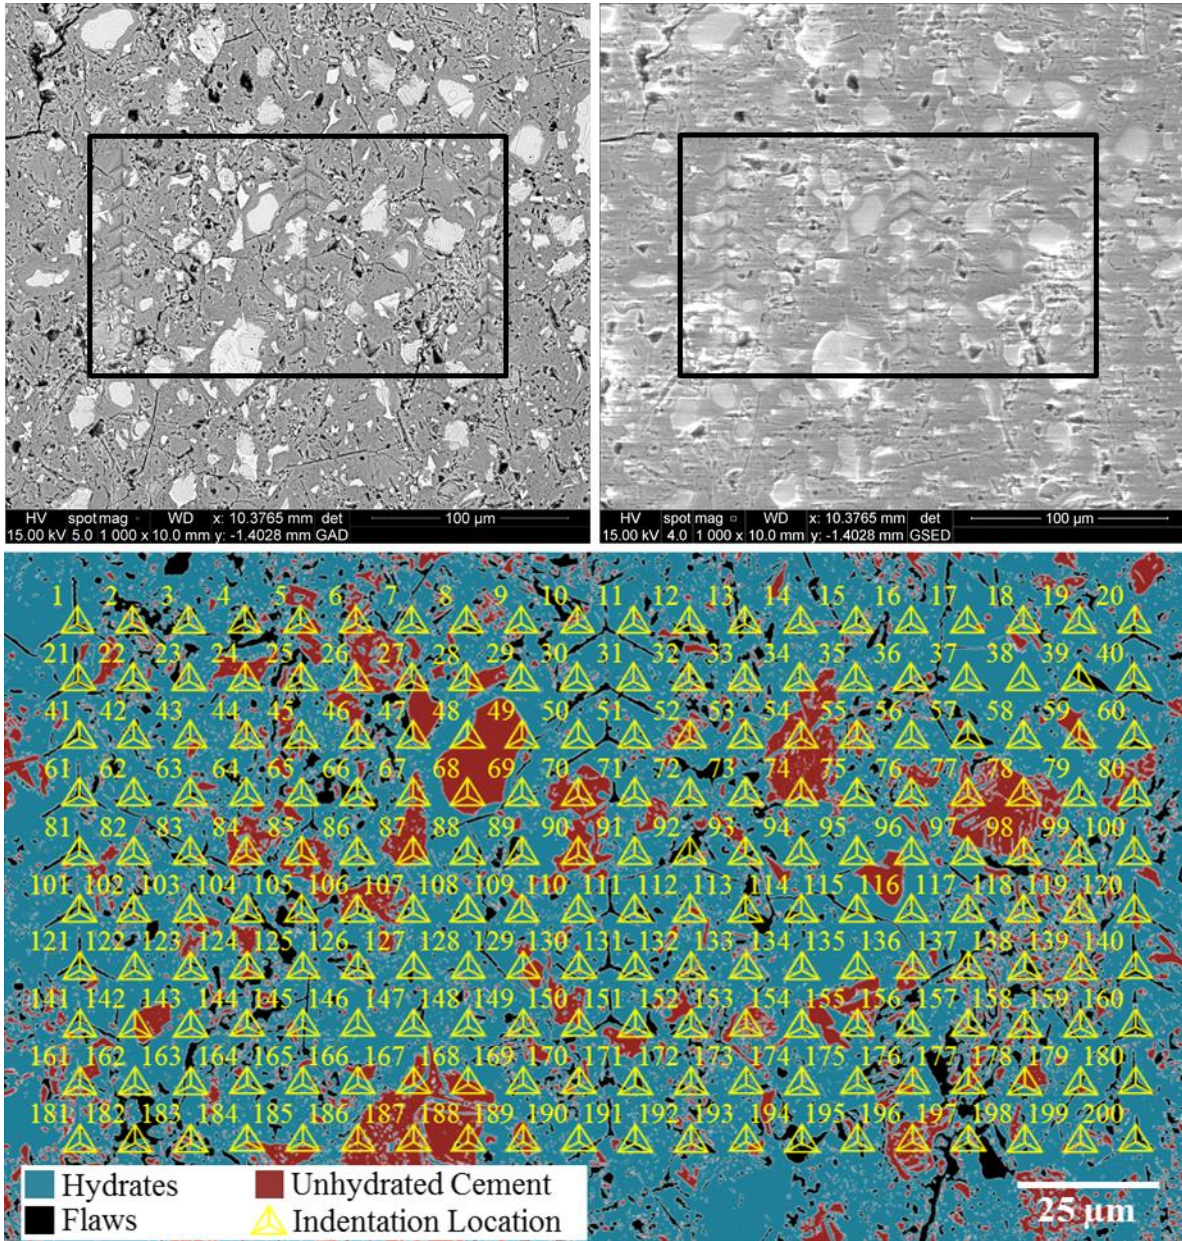 HV spot mag □ WD x: 10.3765 mm det 100 µm
15.00 kV 5.0 1 000 x 10.0 mm y: -1.4028 mm GAD
HV spot mag □ WD x: 10.3765 mm det 100 µm
15.00 kV 4.0 1 000 x 10.0 mm y: -1.4028 mm GSED
1 2 3 4 5 6 7 8 9 10 11 12 13 14 15 16 17 18 19 20
21 22 23 24 25 26 27 28 29 30 31 32 33 34 35 36 37 38 39 40
41 42 43 44 45 46 47 48 49 50 51 52 53 54 55 56 57 58 59 60
61 62 63 64 65 66 67 68 69 70 71 72 73 74 75 76 77 78 79 80
81 82 83 84 85 86 87 88 89 90 91 92 93 94 95 96 97 98 99 100
101 102 103 104 105 106 107 108 109 110 111 112 113 114 115 116 117 118 119 120
121 122 123 124 125 126 127 128 129 130 131 132 133 134 135 136 137 138 139 140
141 142 143 144 145 146 147 148 149 150 151 152 153 154 155 156 157 158 159 160
161 162 163 164 165 166 167 168 169 170 171 172 173 174 175 176 177 178 179 180
181 182 183 184 185 186 187 188 189 190 191 192 193 194 195 196 197 198 199 200
Hydrates Unhydrated Cement
Flaws Indentation Location
25 µm